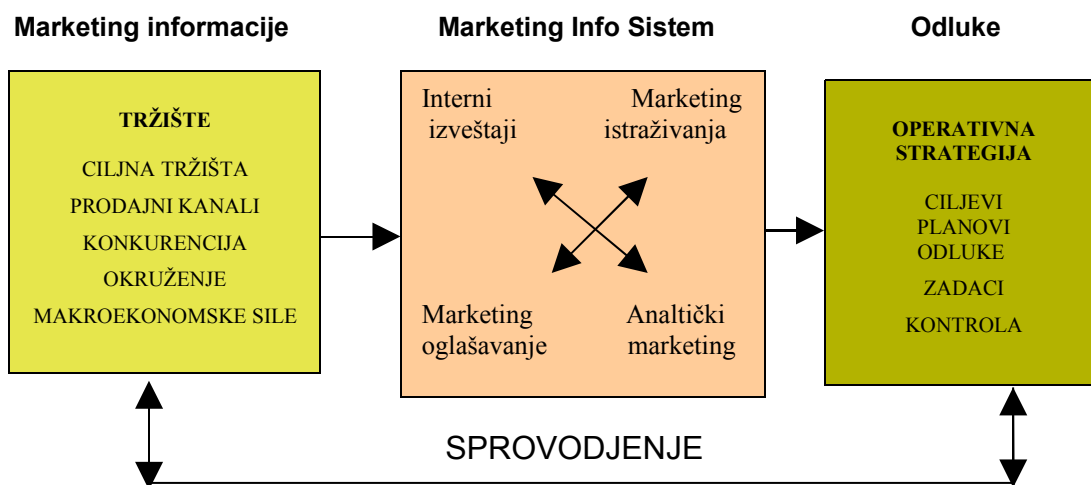 Marketing informacije
Marketing Info Sistem
Odluke
TRŽIŠTE
CILJNA TRŽIŠTA
PRODAJNI KANALI
KONKURENCIJA
OKRUŽENJE
MAKROEKONOMSKE SILE
Interni
izveštaji
Marketing
istraživanja
Marketing
oglašavanje
Analtički
marketing
OPERATIVNA
STRATEGIJA
CILJEVI
PLANOVI
ODLUKE
ZADACI
KONTROLA
SPROVODJENJE